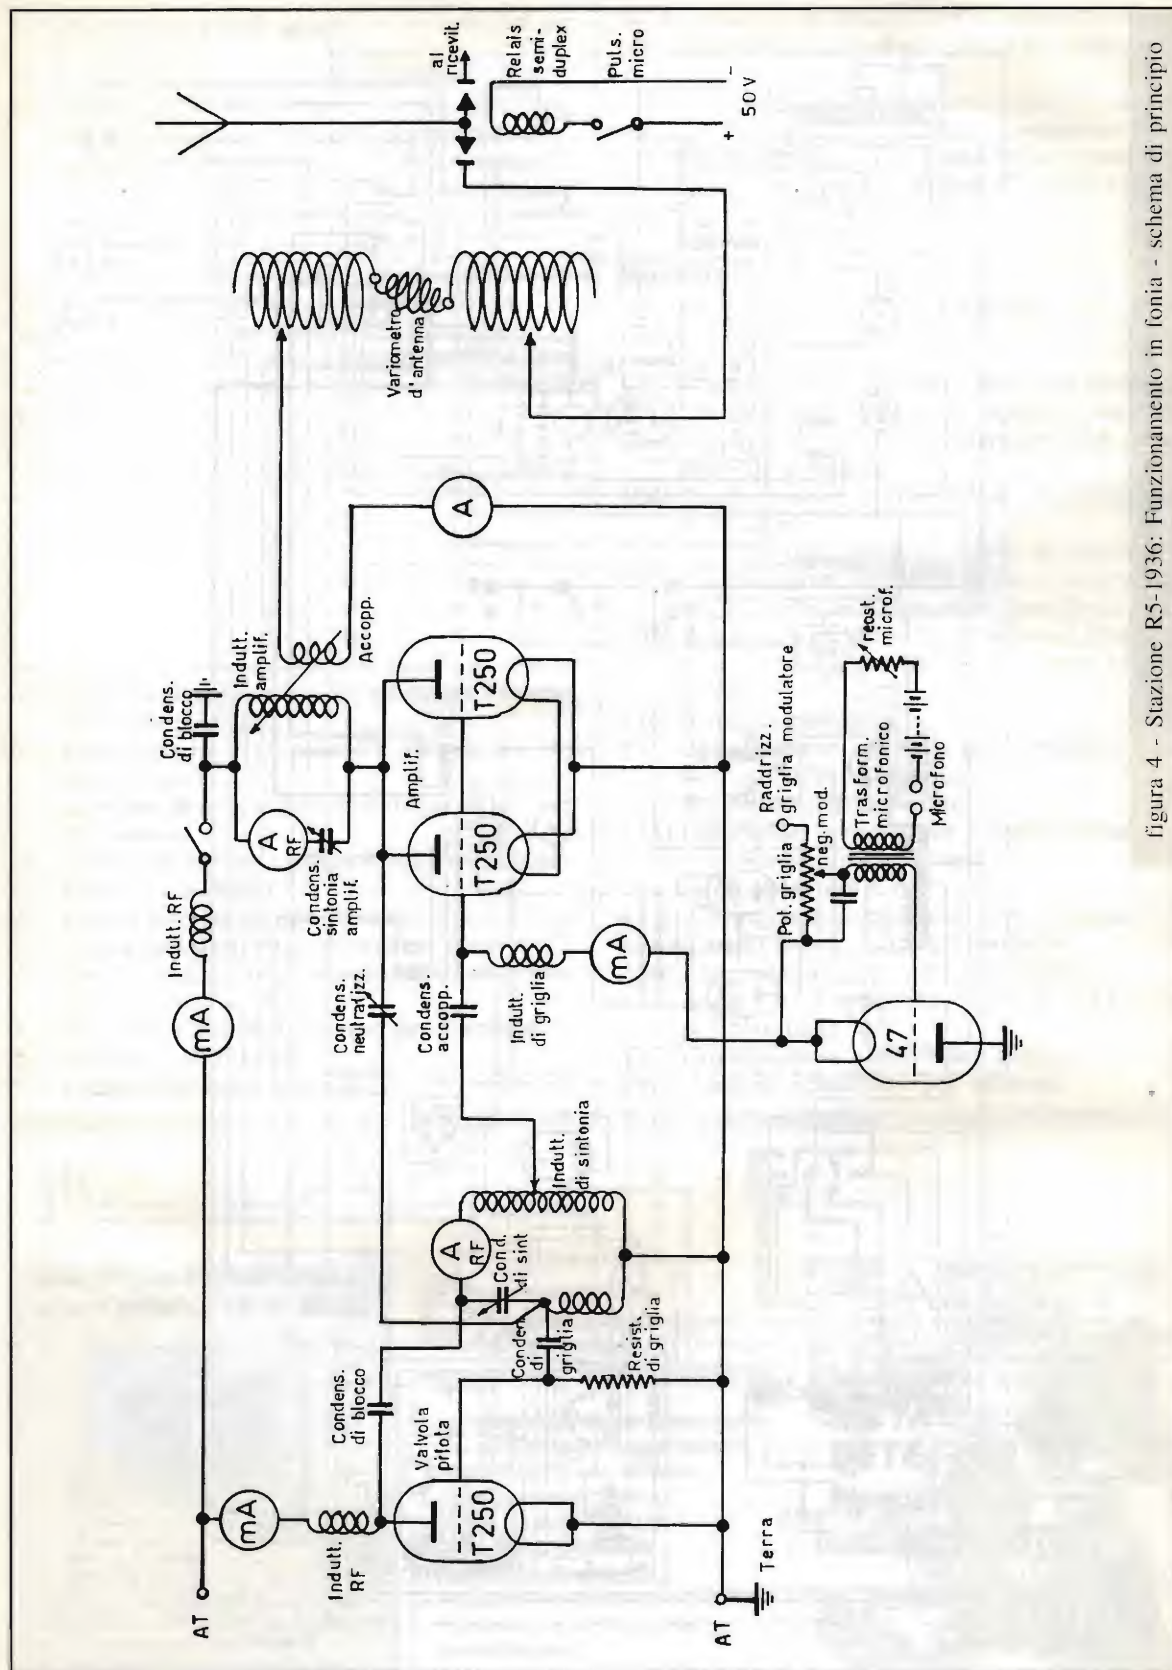 AT
mA
Indutt.
RF
Condens.
di blocco
Valvola
pilota
T250
AT
Terra
Conden.
di
griglia
Resist.
di griglia
A
RF
Cond.
di sint
Indutt.
di sintonia
mA
Indutt. RF
Condens.
neutralizz.
Condens.
accopp.
Indutt.
di griglia
mA
47
Condens.
di blocco
A
RF
Condens.
sintonia
amplif.
Indutt.
amplif.
Accopp.
Amplif.
T250
T250
Pot. griglia
neg. mod.
Raddrizz.
griglia modulatore
Trasform.
microfonico
Microfono
reost.
microf.
A
Variometro
d'antenna
al
ricevit.
Relais
semi-
duplex
Puls.
micro
+ -
50V
figura 4 - Stazione R5-1936: Funzionamento in fonia - schema di principio